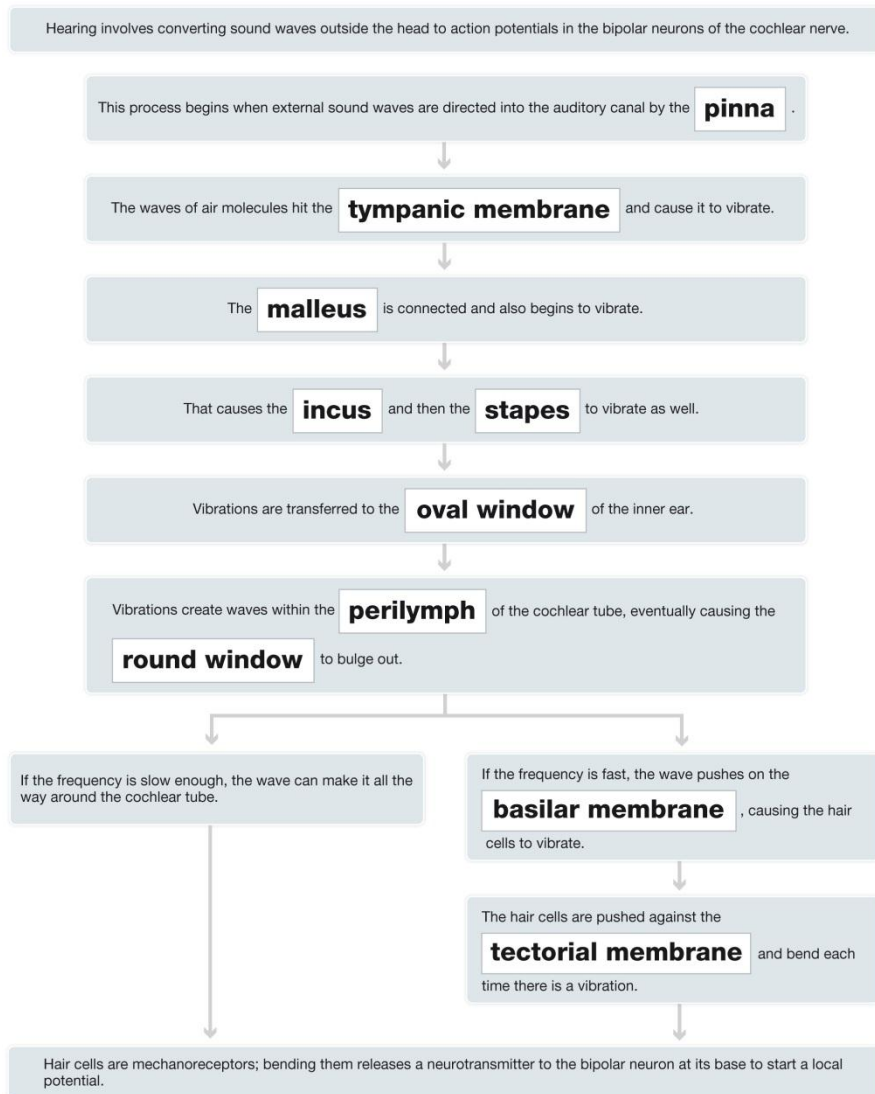 Hearing involves converting sound waves outside the head to action potentials in the bipolar neurons of the cochlear nerve.
This process begins when external sound waves are directed into the auditory canal by the pinna .
The waves of air molecules hit the tympanic membrane and cause it to vibrate.
The malleus is connected and also begins to vibrate.
That causes the incus and then the stapes to vibrate as well.
Vibrations are transferred to the oval window of the inner ear.
Vibrations create waves within the perilymph of the cochlear tube, eventually causing the
round window to bulge out.
If the frequency is slow enough, the wave can make it all the
way around the cochlear tube.
If the frequency is fast, the wave pushes on the
basilar membrane , causing the hair
cells to vibrate.
The hair cells are pushed against the
tectorial membrane and bend each
time there is a vibration.
Hair cells are mechanoreceptors; bending them releases a neurotransmitter to the bipolar neuron at its base to start a local
potential.